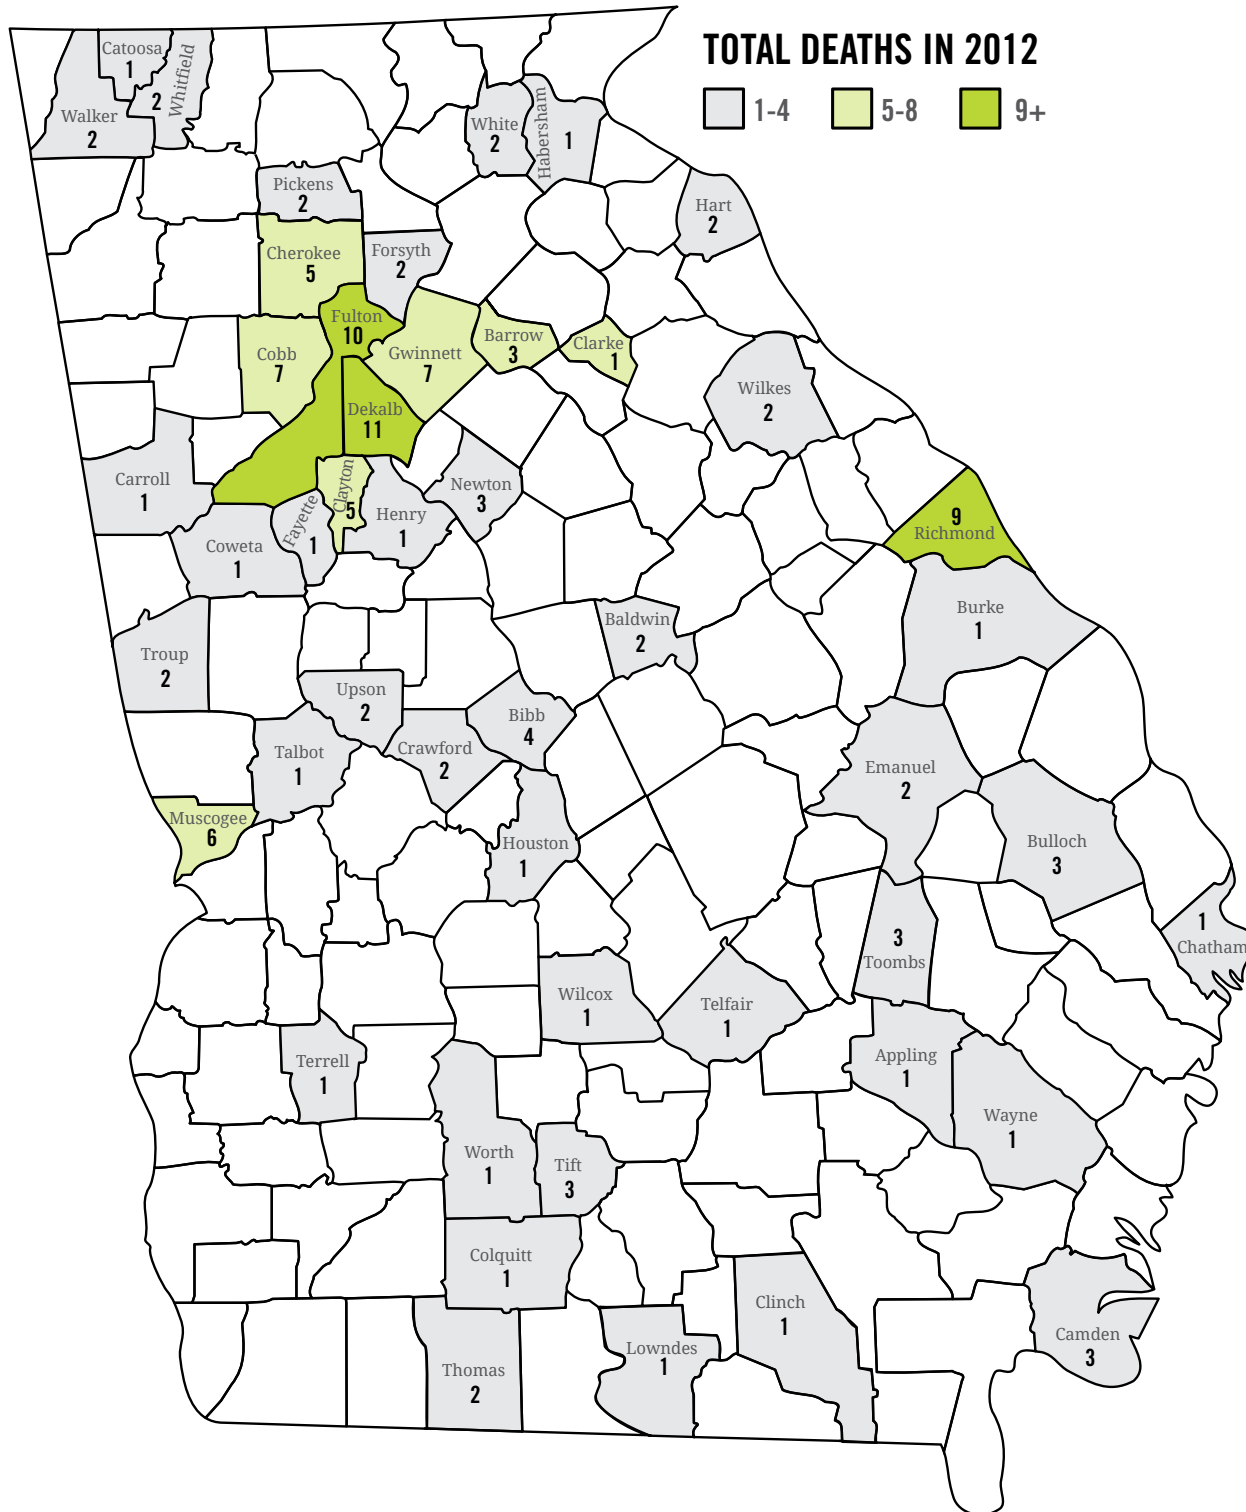 TOTAL DEATHS IN 2012
1-4
5-8
9+
Catoosa
1
Whitfield
2
Walker
2
White
2
Habersham
1
Pickens
2
Hart
2
Cherokee
5
Forsyth
2
Fulton
10
Cobb
7
Gwinnett
7
Barrow
3
Clarke
1
Wilkes
2
Dekalb
11
Carroll
1
Clayton
5
Newton
3
Fayette
1
Henry
1
9
Richmond
Coweta
1
Burke
1
Baldwin
2
Troup
2
Upson
2
Bibb
4
Crawford
2
Talbot
1
Emanuel
2
Muscogee
6
Houston
1
Bulloch
3
1
Chatham
3
Toombs
Wilcox
1
Telfair
1
Terrell
1
Appling
1
Wayne
1
Worth
1
Tift
3
Colquitt
1
Clinch
1
Camden
3
Lowndes
1
Thomas
2